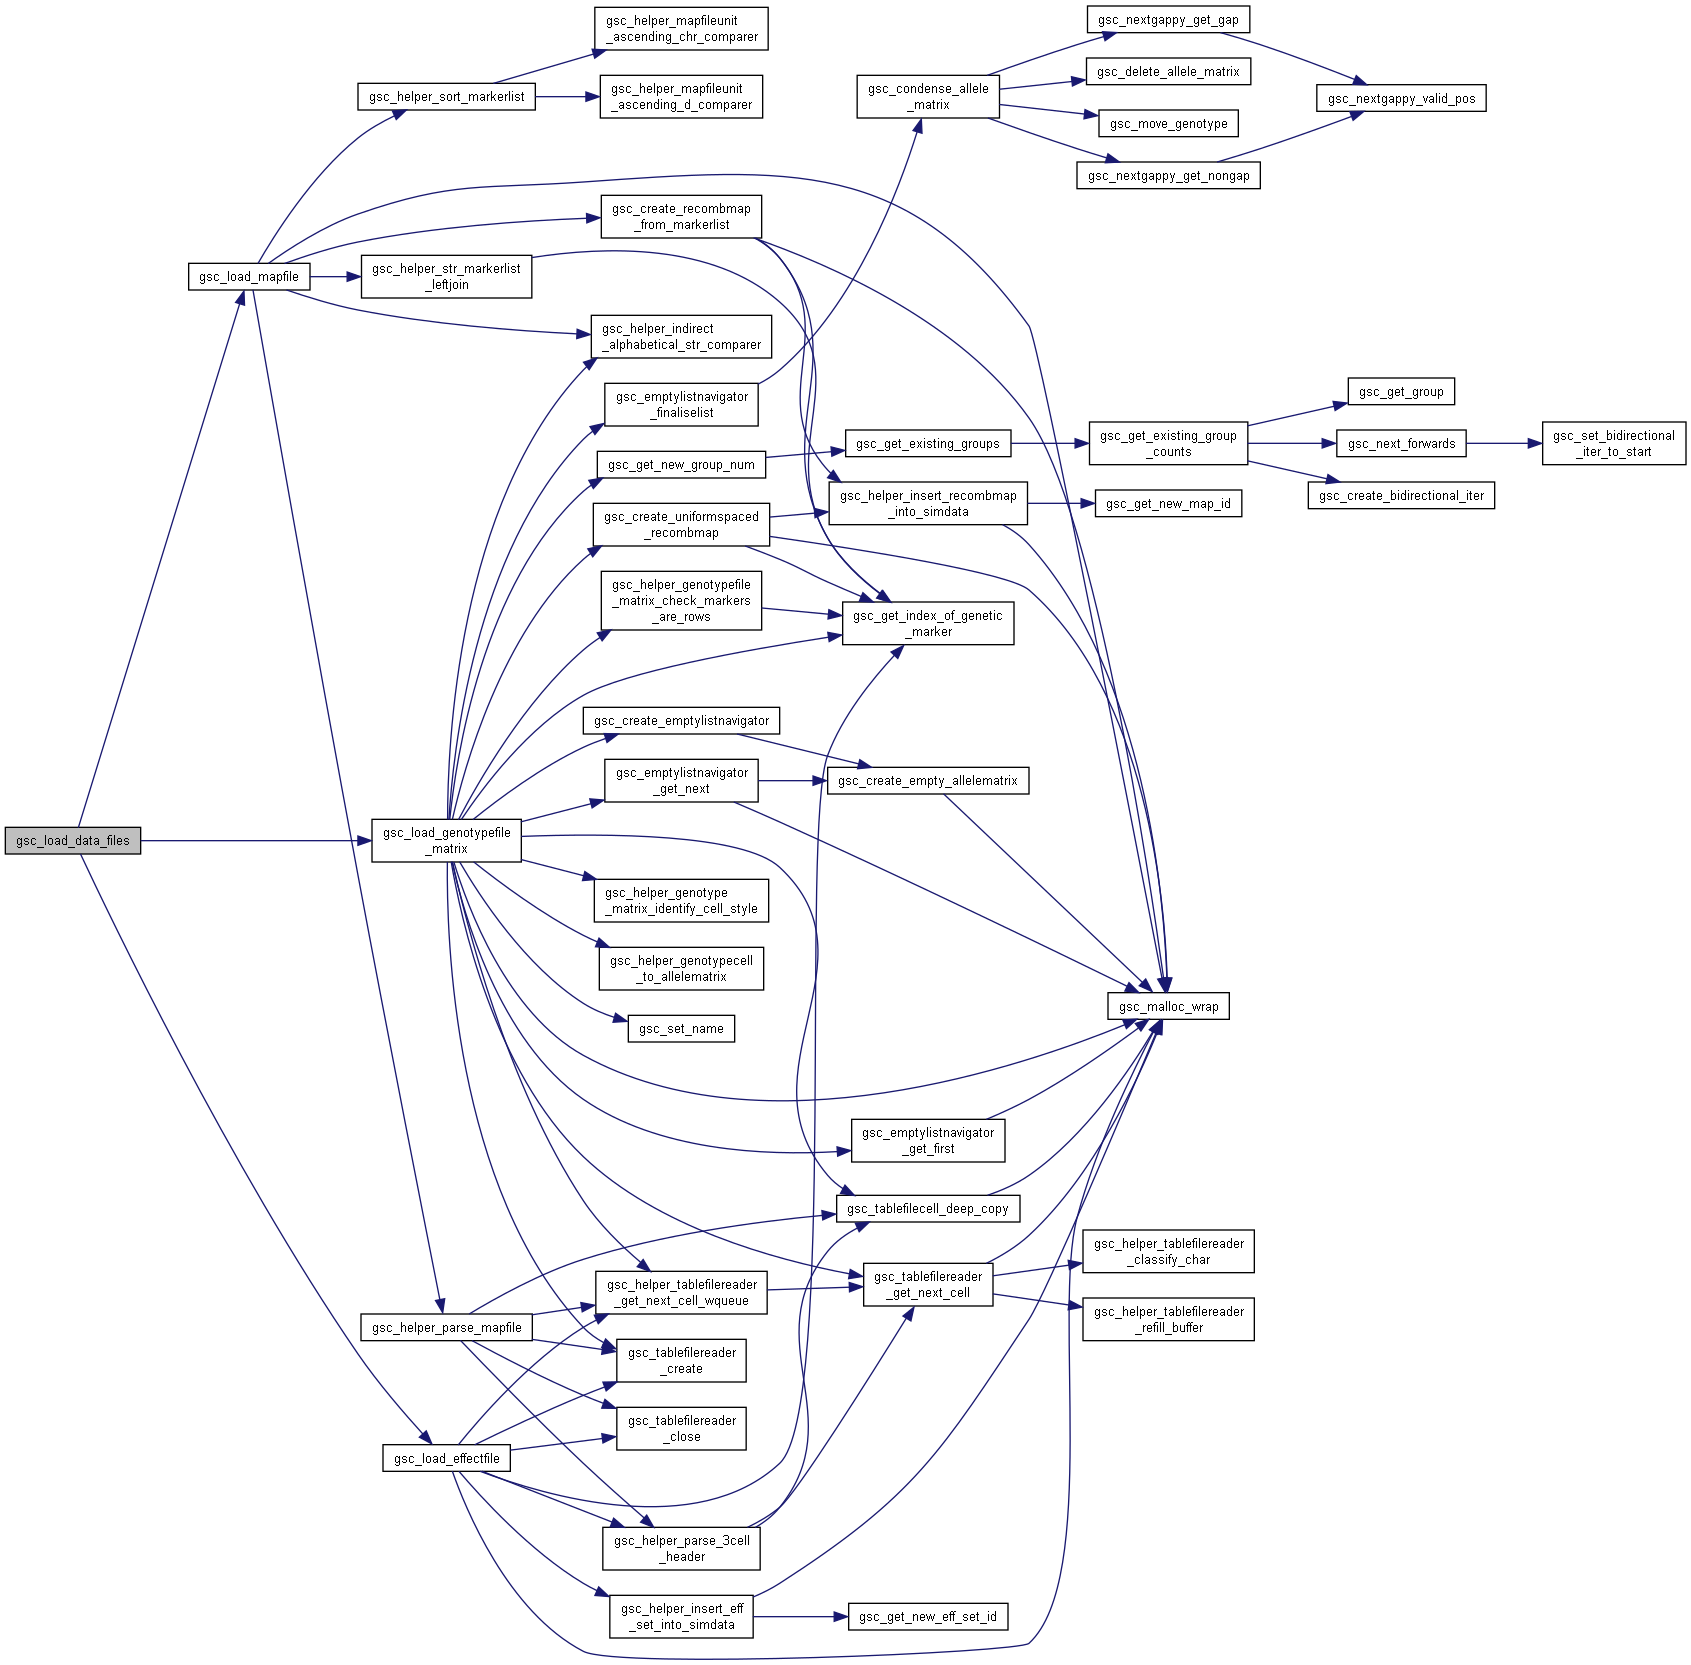 gsc_load_data_files
gsc_load_mapfile
gsc_load_genotypefile
_matrix
gsc_load_effectfile
gsc_helper_sort_markerlist
gsc_helper_str_markerlist
_leftjoin
gsc_helper_parse_mapfile
gsc_helper_mapfileunit
_ascending_chr_comparer
gsc_helper_mapfileunit
_ascending_d_comparer
gsc_create_recombmap
_from_markerlist
gsc_helper_indirect
_alphabetical_str_comparer
gsc_emptylistnavigator
_finaliselist
gsc_get_new_group_num
gsc_create_uniformspaced
_recombmap
gsc_helper_genotypefile
_matrix_check_markers
_are_rows
gsc_create_emptylistnavigator
gsc_emptylistnavigator
_get_next
gsc_helper_genotype
_matrix_identify_cell_style
gsc_helper_genotypecell
_to_allelematrix
gsc_set_name
gsc_helper_tablefilereader
_get_next_cell_wqueue
gsc_tablefilereader
_create
gsc_tablefilereader
_close
gsc_helper_parse_3cell
_header
gsc_helper_insert_eff
_set_into_simdata
gsc_condense_allele
_matrix
gsc_get_existing_groups
gsc_helper_insert_recombmap
_into_simdata
gsc_get_index_of_genetic
_marker
gsc_create_empty_allelematrix
gsc_emptylistnavigator
_get_first
gsc_tablefilecell_deep_copy
gsc_tablefilereader
_get_next_cell
gsc_get_new_eff_set_id
gsc_nextgappy_get_gap
gsc_delete_allele_matrix
gsc_move_genotype
gsc_nextgappy_get_nongap
gsc_get_existing_group
_counts
gsc_get_new_map_id
gsc_malloc_wrap
gsc_helper_tablefilereader
_classify_char
gsc_helper_tablefilereader
_refill_buffer
gsc_nextgappy_valid_pos
gsc_get_group
gsc_next_forwards
gsc_create_bidirectional_iter
gsc_set_bidirectional
_iter_to_start